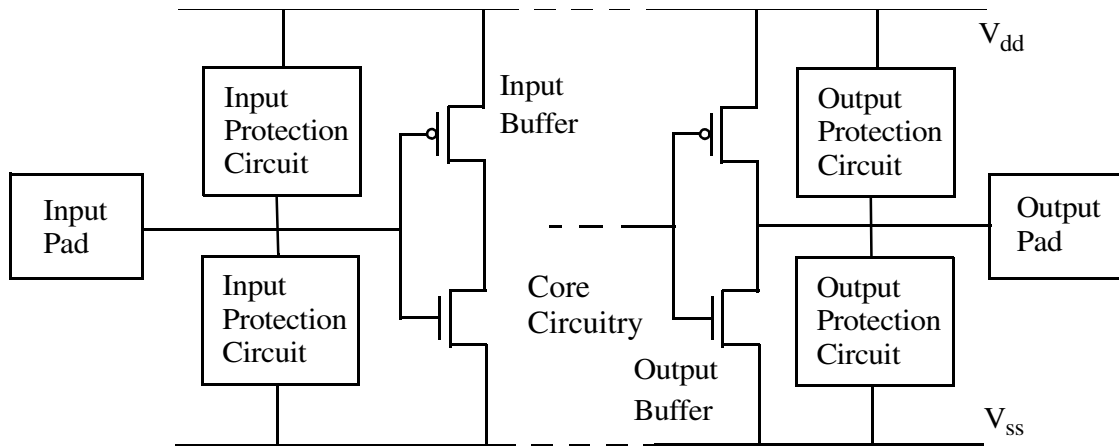 V_dd
Input
Protection
Circuit
Input
Buffer
Output
Protection
Circuit
Input
Pad
Output
Pad
Input
Protection
Circuit
Core
Circuitry
Output
Protection
Circuit
Output
Buffer
V_ss